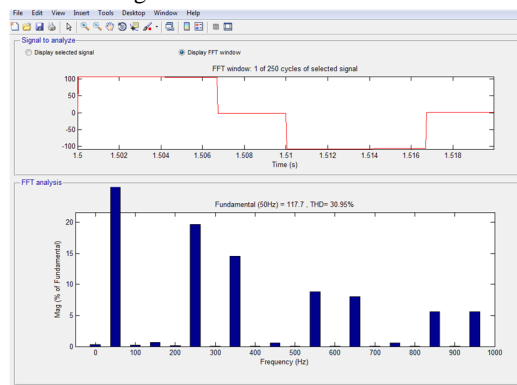 File Edit View Insert Tools Desktop Window Help
Signal to analyze
Display selected signal
Display FFT window
FFT window: 1 of 250 cycles of selected signal
100
50
0
-50
-100
1.5 1.502 1.504 1.506 1.508 1.51 1.512 1.514 1.516 1.518
Time (s)
FFT analysis
Fundamental (50Hz) = 117.7 , THD= 30.95%
Mag (% of Fundamental)
20
15
10
5
0
0 100 200 300 400 500 600 700 800 900 1000
Frequency (Hz)